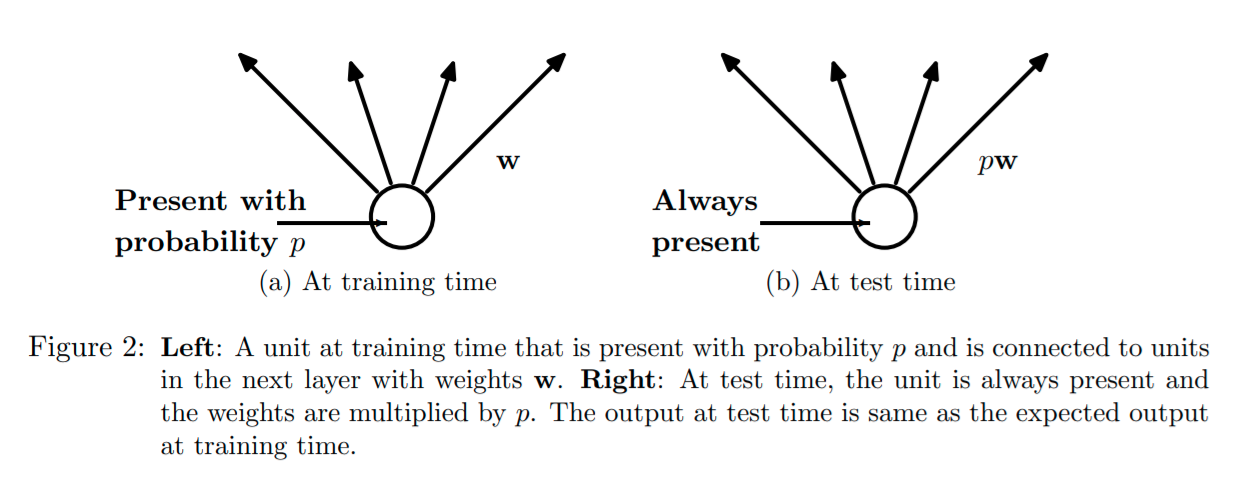 w
pw
Present with
probability p
Always
present
(a) At training time
(b) At test time
Figure 2: Left: A unit at training time that is present with probability p and is connected to units
in the next layer with weights w. Right: At test time, the unit is always present and
the weights are multiplied by p. The output at test time is same as the expected output
at training time.